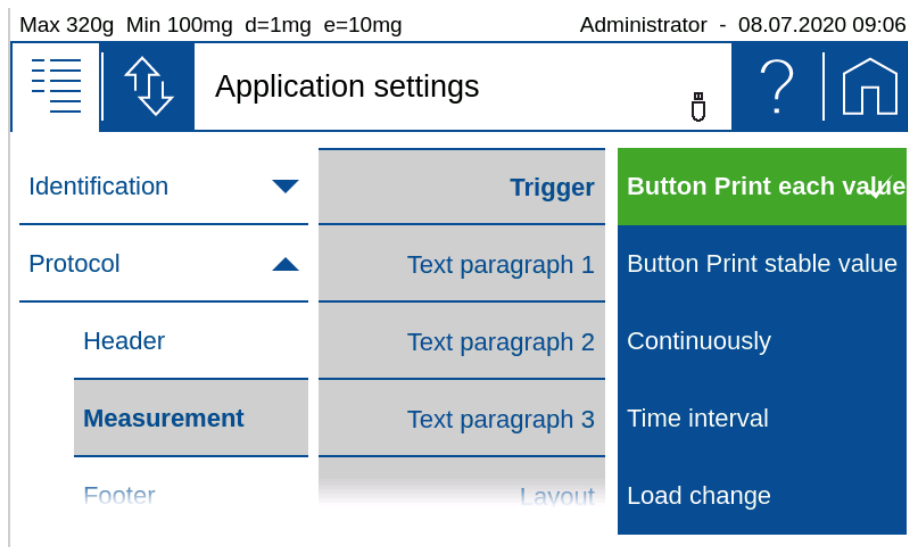 Max 320g Min 100mg d=1mg e=10mg Administrator - 08.07.2020 09:06
Application settings ?
Identification Trigger Button Print each value
Protocol Text paragraph 1 Button Print stable value
Header Text paragraph 2 Continuously
Measurement Text paragraph 3 Time interval
Footer Layout Load change